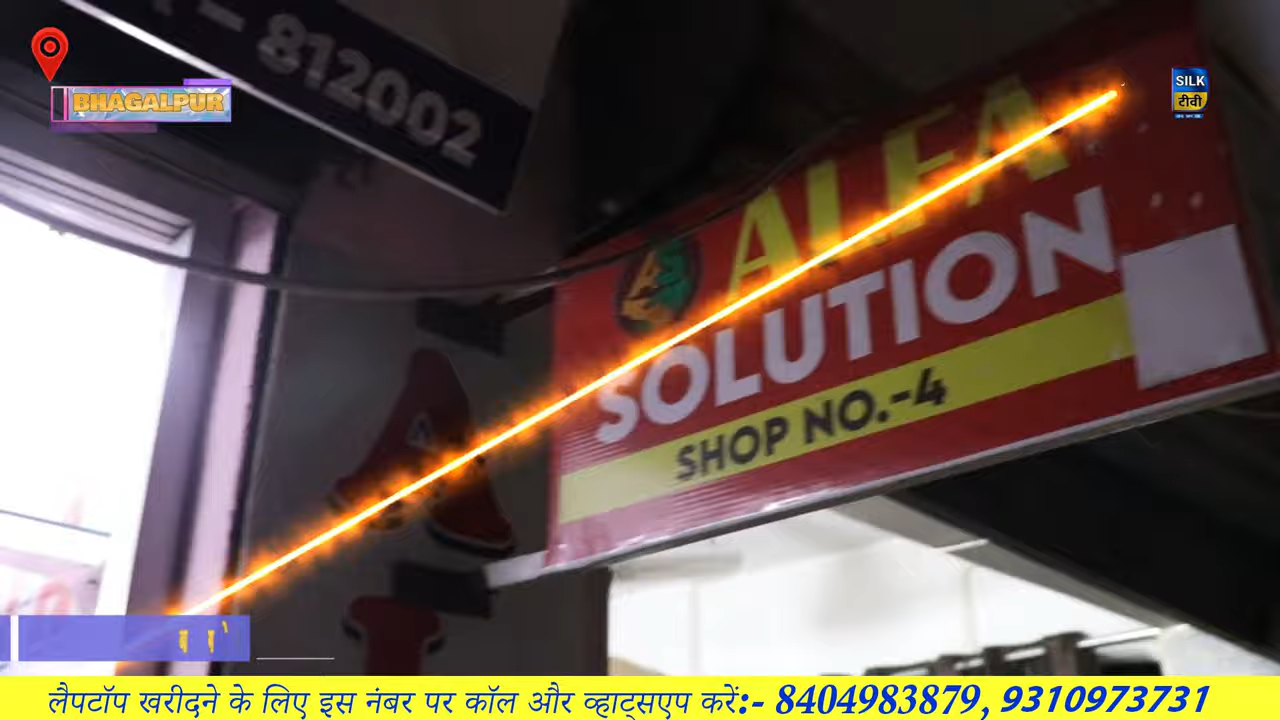 - 812002
BHAGALPUR
SILK
टीवी
ALFA
SOLUTION
SHOP NO.-4
लैपटॉप खरीदने के लिए इस नंबर पर कॉल और व्हाट्सएप करें:- 8404983879, 9310973731